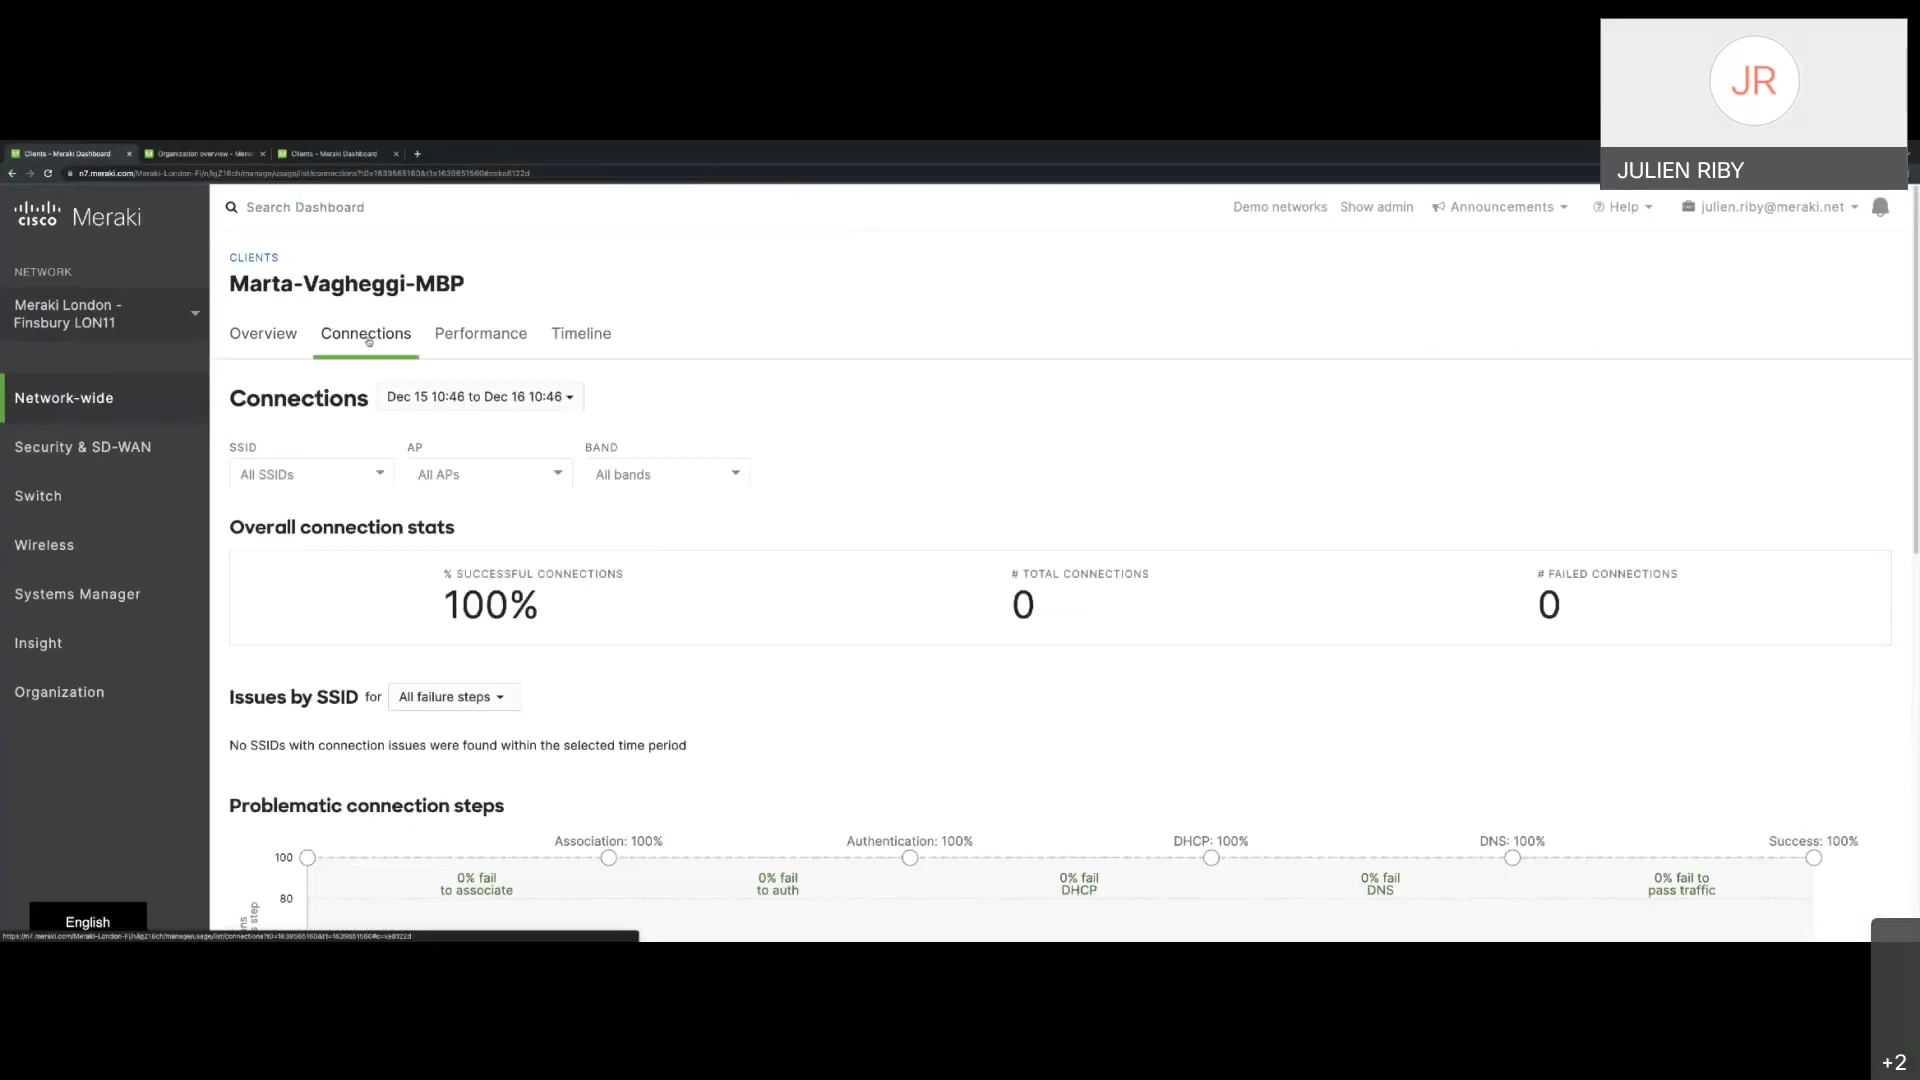 JR
JULIEN RIBY
Clients - Meraki Dashboard
Organization overview - Mera
Clients - Meraki Dashboard
cisco Meraki
Search Dashboard
Demo networks
Show admin
Announcements
Help
julien.riby@meraki.net
NETWORK
Meraki London -
Finsbury LON11
Network-wide
Security & SD-WAN
Switch
Wireless
Systems Manager
Insight
Organization
English
CLIENTS
Marta-Vagheggi-MBP
Overview
Connections
Performance
Timeline
Connections
Dec 15 10:46 to Dec 16 10:46
SSID
AP
BAND
All SSIDs
All APs
All bands
Overall connection stats
% SUCCESSFUL CONNECTIONS
100%
# TOTAL CONNECTIONS
0
# FAILED CONNECTIONS
0
Issues by SSID for All failure steps
No SSIDs with connection issues were found within the selected time period
Problematic connection steps
Association: 100%
Authentication: 100%
DHCP: 100%
DNS: 100%
Success: 100%
100
80
0% fail
to associate
0% fail
to auth
0% fail
DHCP
0% fail
DNS
0% fail to
pass traffic
+2